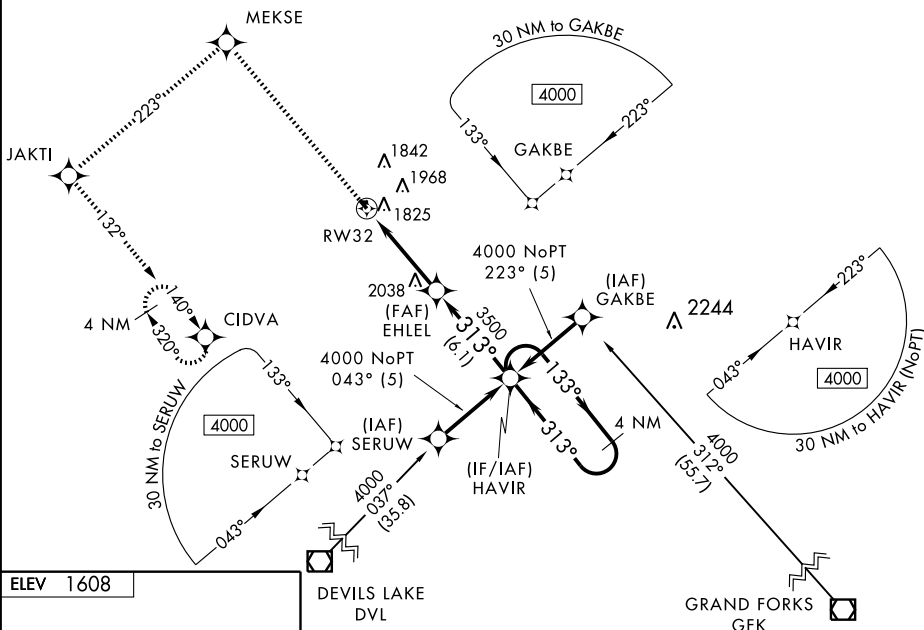 MEKSE
30 NM to GAKBE
4000
133°
223°
GAKBE
223°
JAKTI
1842
1968
1825
RW32
132°
4000 NoPT
223° (5)
(IAF)
GAKBE
2038
(FAF)
EHLEL
3500
313°
(6.1)
2244
223°
HAVIR
043°
4000
30 NM to HAVIR (NoPT)
140°
4 NM
320°
CIDVA
4000 NoPT
043° (5)
133°
4 NM
313°
30 NM to SERUW
133°
4000
SERUW
043°
(IAF)
SERUW
(IF/IAF)
HAVIR
4000
312°
(55.7)
4000
037°
(35.8)
ELEV 1608
DEVILS LAKE
DVL
GRAND FORKS
GFK